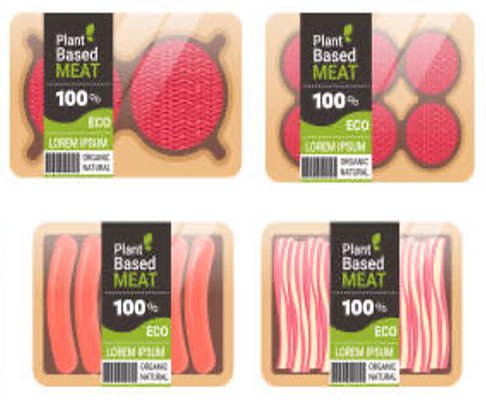 Plant
Based
MEAT
100%
ECO
LOREM IPSUM
ORGANIC
NATURAL
Plant
Based
MEAT
100%
ECO
LOREM IPSUM
ORGANIC
NATURAL
Plant
Based
MEAT
100%
ECO
LOREM IPSUM
ORGANIC
NATURAL
Plant
Based
MEAT
100%
ECO
LOREM IPSUM
ORGANIC
NATURAL